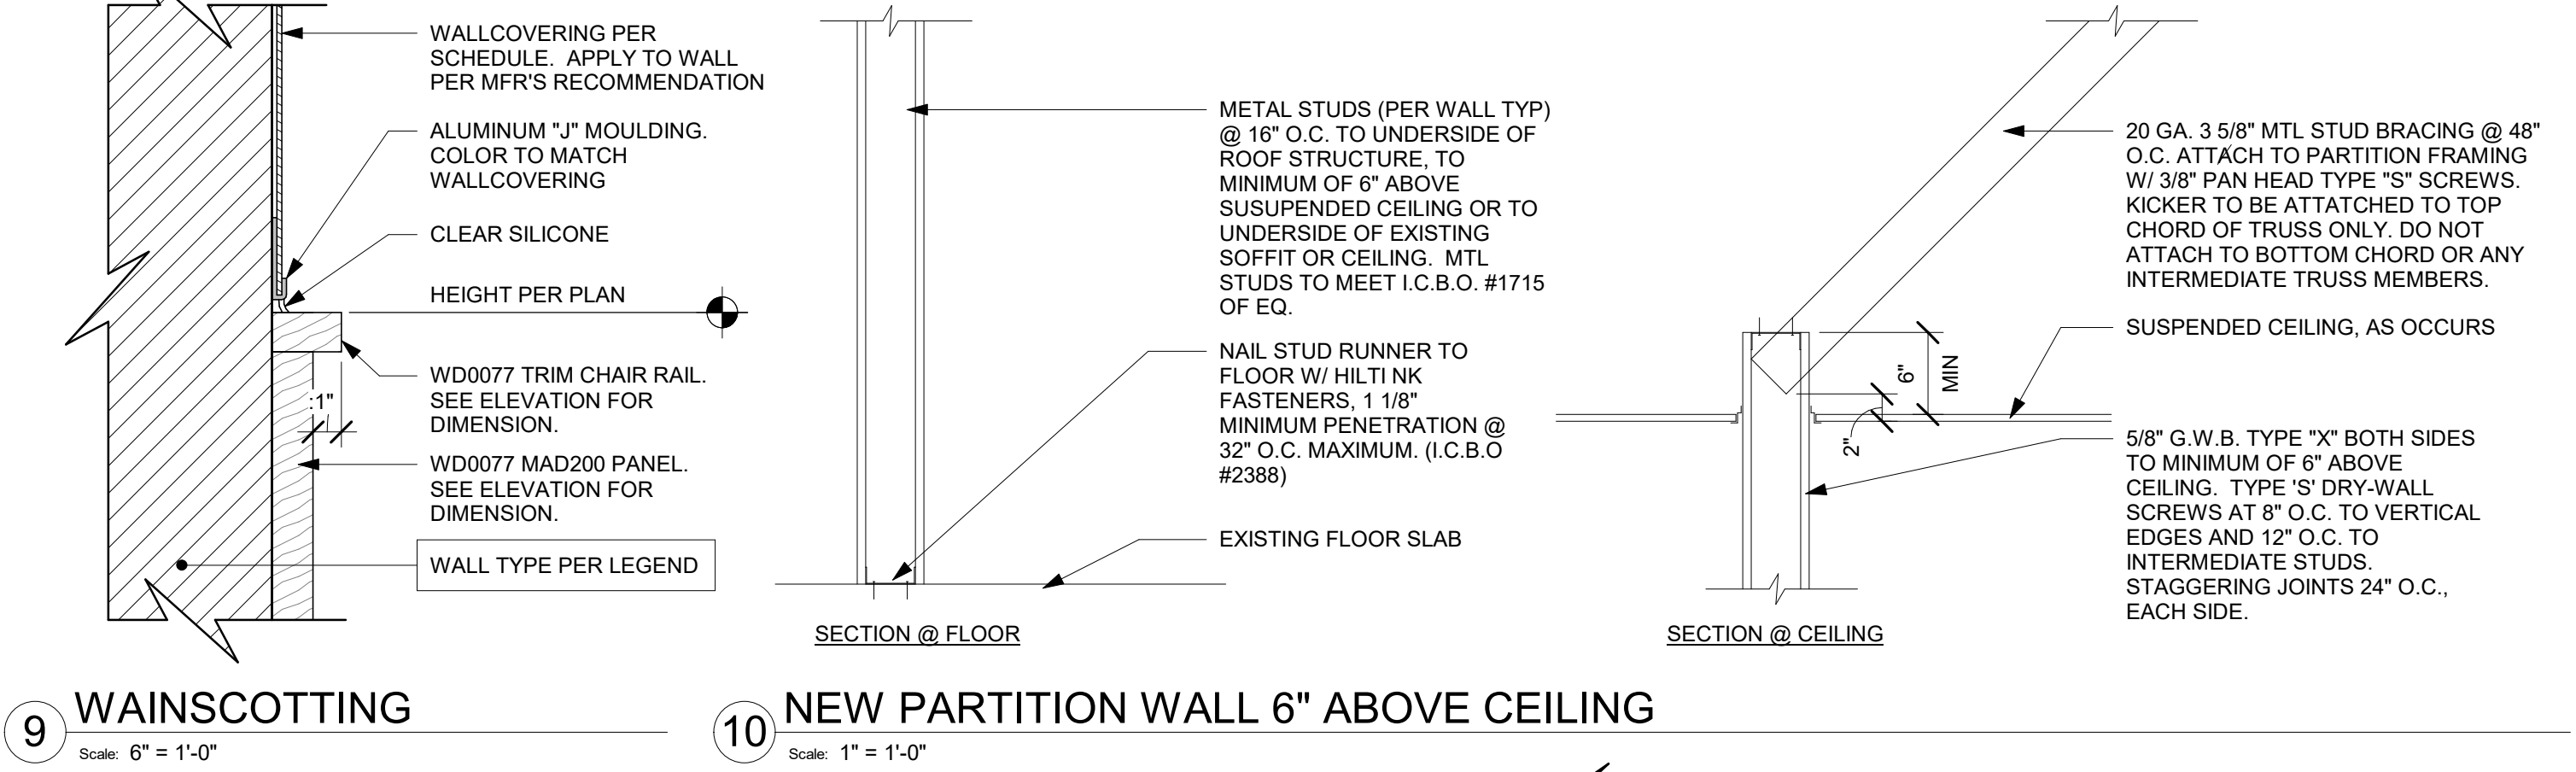 WALLCOVERING PER
SCHEDULE. APPLY TO WALL
PER MFR'S RECOMMENDATION
ALUMINUM "J" MOULDING.
COLOR TO MATCH
WALLCOVERING
CLEAR SILICONE
HEIGHT PER PLAN
WD0077 TRIM CHAIR RAIL.
SEE ELEVATION FOR
DIMENSION.
:1"
WD0077 MAD200 PANEL.
SEE ELEVATION FOR
DIMENSION.
WALL TYPE PER LEGEND
9
WAINSCOTTING
Scale: 6" = 1'-0"
METAL STUDS (PER WALL TYP)
@ 16" O.C. TO UNDERSIDE OF
ROOF STRUCTURE, TO
MINIMUM OF 6" ABOVE
SUSUPENDED CEILING OR TO
UNDERSIDE OF EXISTING
SOFFIT OR CEILING. MTL
STUDS TO MEET I.C.B.O. #1715
OF EQ.
NAIL STUD RUNNER TO
FLOOR W/ HILTI NK
FASTENERS, 1 1/8"
MINIMUM PENETRATION @
32" O.C. MAXIMUM. (I.C.B.O
#2388)
EXISTING FLOOR SLAB
SECTION @ FLOOR
20 GA. 3 5/8" MTL STUD BRACING @ 48"
O.C. ATTACH TO PARTITION FRAMING
W/ 3/8" PAN HEAD TYPE "S" SCREWS.
KICKER TO BE ATTATCHED TO TOP
CHORD OF TRUSS ONLY. DO NOT
ATTACH TO BOTTOM CHORD OR ANY
INTERMEDIATE TRUSS MEMBERS.
SUSPENDED CEILING, AS OCCURS
6"
MIN
2"
5/8" G.W.B. TYPE "X" BOTH SIDES
TO MINIMUM OF 6" ABOVE
CEILING. TYPE 'S' DRY-WALL
SCREWS AT 8" O.C. TO VERTICAL
EDGES AND 12" O.C. TO
INTERMEDIATE STUDS.
STAGGERING JOINTS 24" O.C.,
EACH SIDE.
SECTION @ CEILING
10
NEW PARTITION WALL 6" ABOVE CEILING
Scale: 1" = 1'-0"